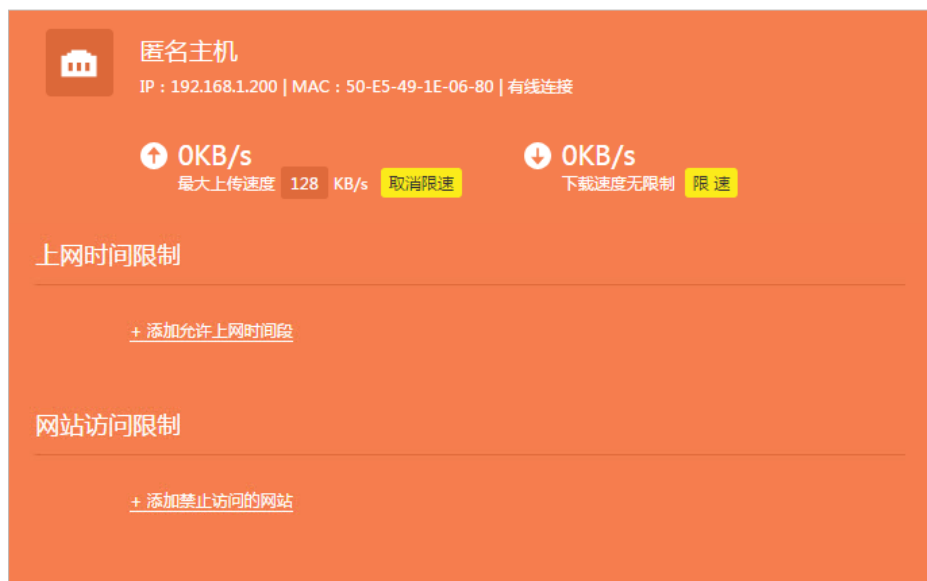 匿名主机
IP：192.168.1.200 | MAC：50-E5-49-1E-06-80 | 有线连接
0KB/s 0KB/s
最大上传速度 128 KB/s 取消限速 下载速度无限制 限 速
上网时间限制
+ 添加允许上网时间段
网站访问限制
+ 添加禁止访问的网站